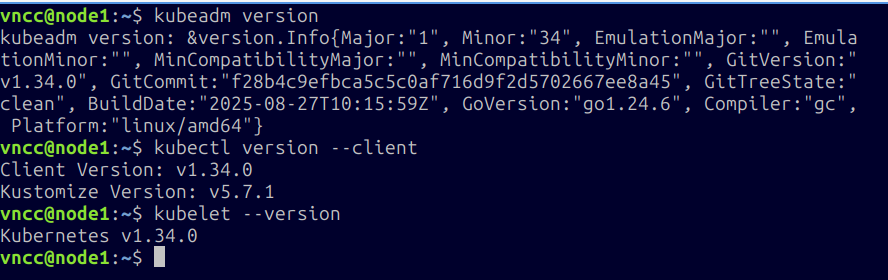 vncc@node1:~$ kubeadm version
kubeadm version: &version.Info{Major:"1", Minor:"34", EmulationMajor:"", Emula
tionMinor:"", MinCompatibilityMajor:"", MinCompatibilityMinor:"", GitVersion:"
v1.34.0", GitCommit:"f28b4c9efbca5c5c0af716d9f2d5702667ee8a45", GitTreeState:"
clean", BuildDate:"2025-08-27T10:15:59Z", GoVersion:"go1.24.6", Compiler:"gc",
 Platform:"linux/amd64"}
vncc@node1:~$ kubectl version --client
Client Version: v1.34.0
Kustomize Version: v5.7.1
vncc@node1:~$ kubelet --version
Kubernetes v1.34.0
vncc@node1:~$